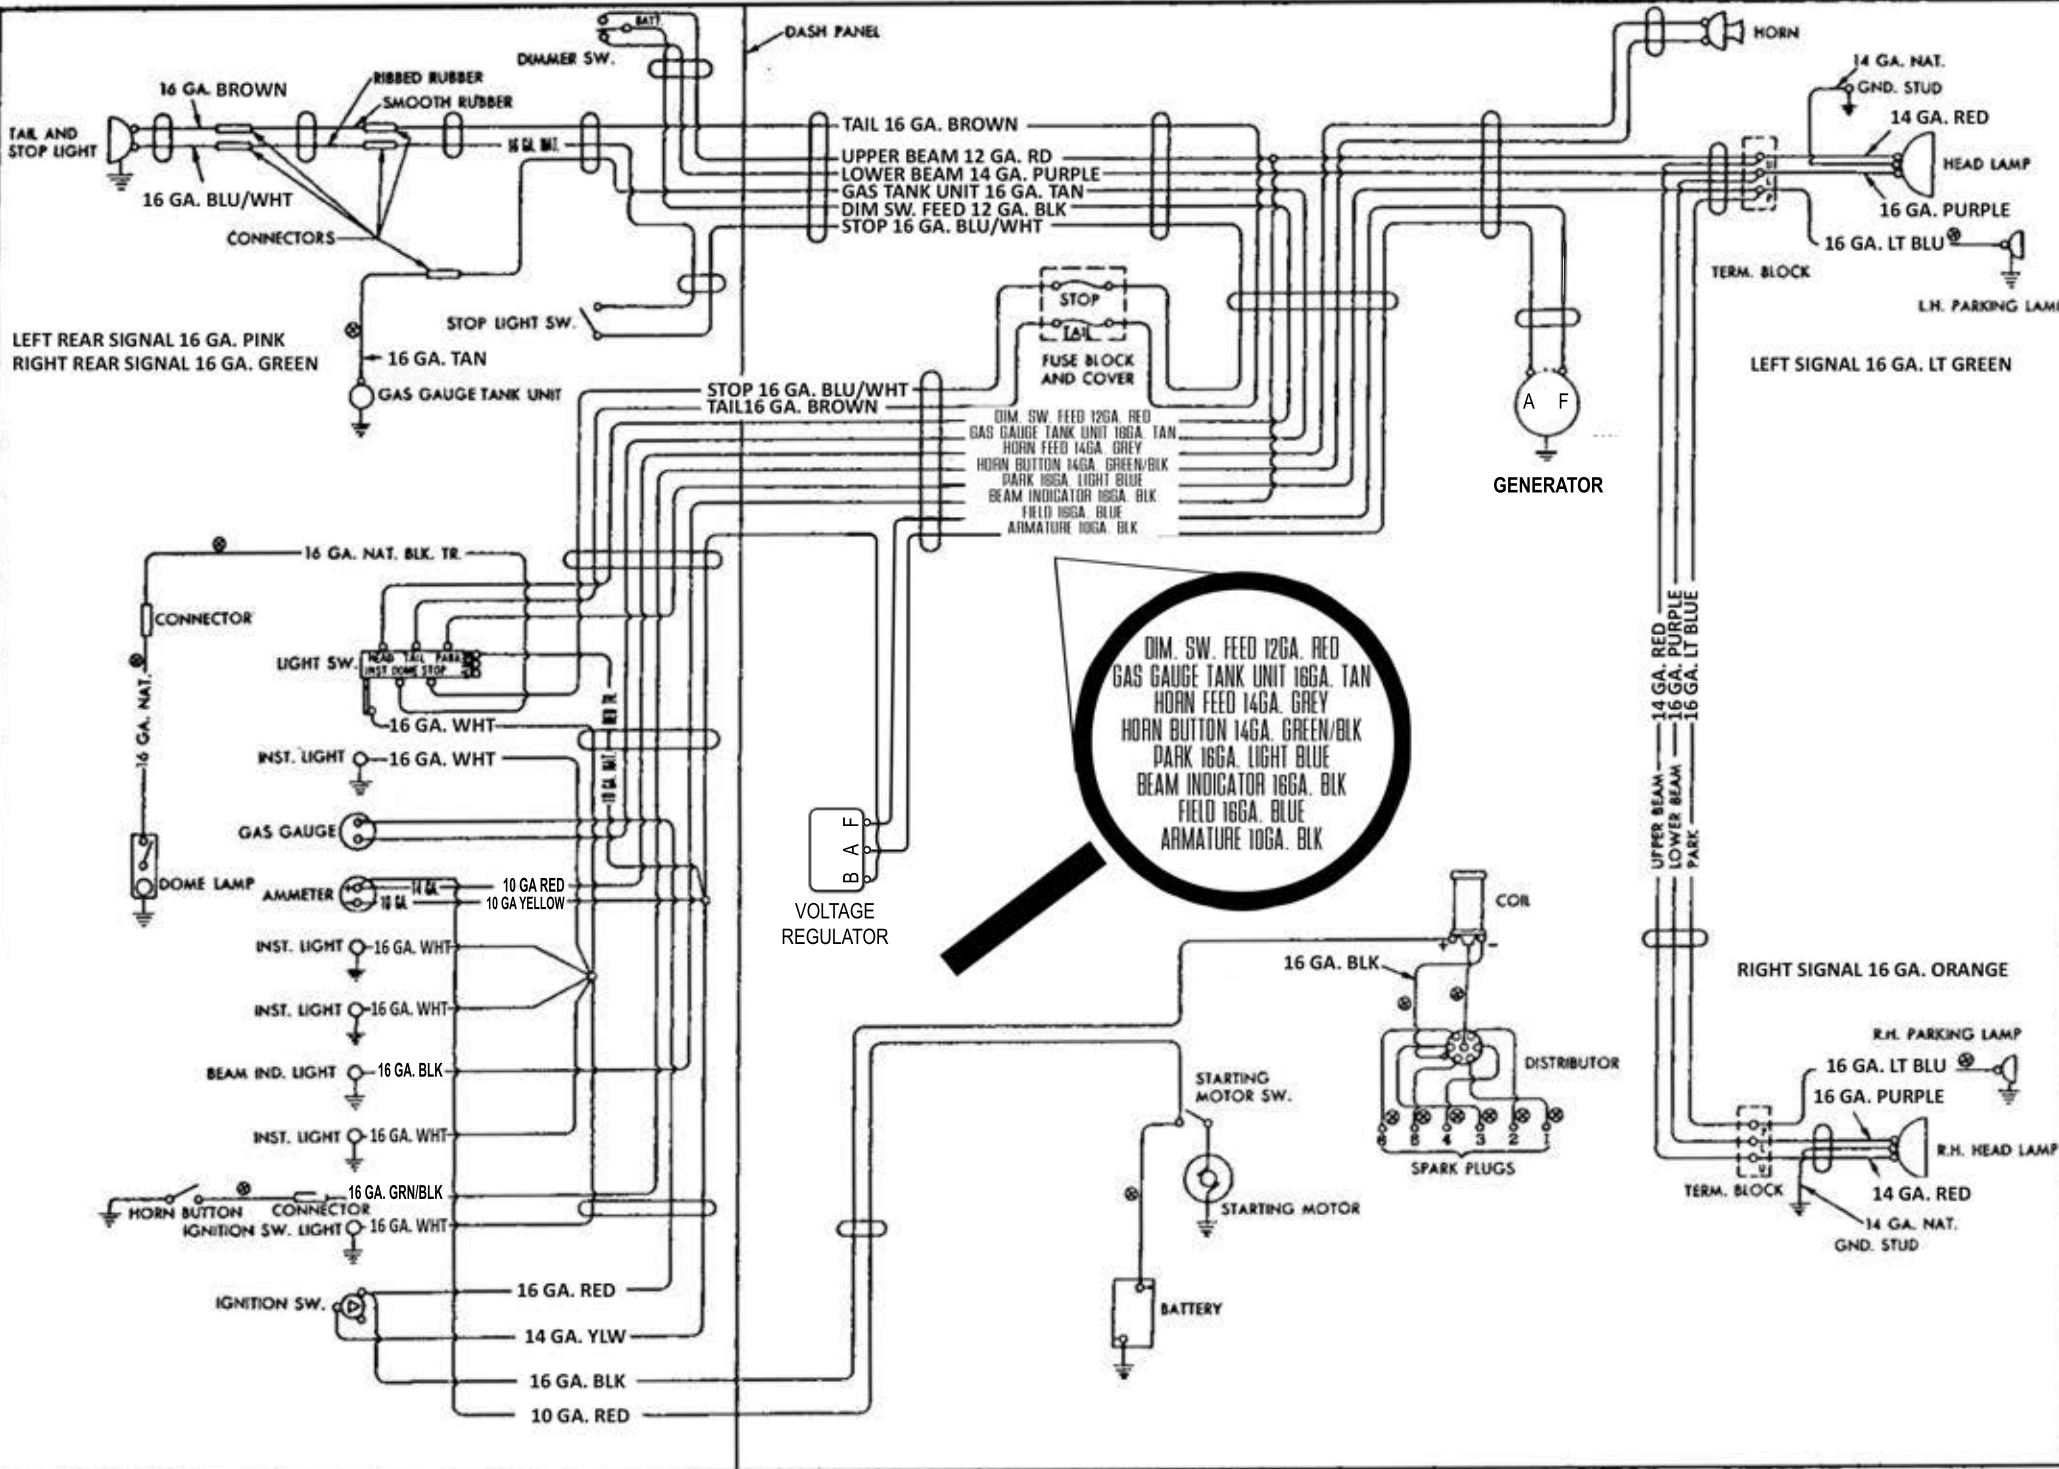 BATT.
DIMMER SW.
DASH PANEL
HORN
14 GA. NAT.
GND. STUD
16 GA. BROWN
RIBBED RUBBER
SMOOTH RUBBER
TAIL AND
STOP LIGHT
16 GA. NAT.
TAIL 16 GA. BROWN
UPPER BEAM 12 GA. RD
LOWER BEAM 14 GA. PURPLE
GAS TANK UNIT 16 GA. TAN
DIM SW. FEED 12 GA. BLK
STOP 16 GA. BLU/WHT
14 GA. RED
HEAD LAMP
16 GA. PURPLE
16 GA. BLU/WHT
CONNECTORS
16 GA. LT BLU
TERM. BLOCK
L.H. PARKING LAMP
U
L
P
STOP LIGHT SW.
STOP
TAIL
FUSE BLOCK
AND COVER
LEFT REAR SIGNAL 16 GA. PINK
RIGHT REAR SIGNAL 16 GA. GREEN
16 GA. TAN
GAS GAUGE TANK UNIT
LEFT SIGNAL 16 GA. LT GREEN
STOP 16 GA. BLU/WHT
TAIL16 GA. BROWN
DIM. SW. FEED 12GA. RED
GAS GAUGE TANK UNIT 16GA. TAN
HORN FEED 14GA. GREY
HORN BUTTON 14GA. GREEN/BLK
PARK 16GA. LIGHT BLUE
BEAM INDICATOR 16GA. BLK
FIELD 16GA. BLUE
ARMATURE 10GA. BLK
A F
GENERATOR
16 GA. NAT. BLK. TR.
CONNECTOR
LIGHT SW.
HEAD TAIL PARK
INST DOME STOP
16 GA. NAT.
16 GA. WHT
INST. LIGHT
16 GA. WHT
GAS GAUGE
DOME LAMP
AMMETER
14 GA.
10 GA RED
10 GA.
10 GA YELLOW
DIM. SW. FEED 12GA. RED
GAS GAUGE TANK UNIT 16GA. TAN
HORN FEED 14GA. GREY
HORN BUTTON 14GA. GREEN/BLK
PARK 16GA. LIGHT BLUE
BEAM INDICATOR 16GA. BLK
FIELD 16GA. BLUE
ARMATURE 10GA. BLK
B A F
VOLTAGE
REGULATOR
UPPER BEAM 14 GA. RED
LOWER BEAM 16 GA. PURPLE
PARK 16 GA. LT BLUE
INST. LIGHT 16 GA. WHT
INST. LIGHT 16 GA. WHT
BEAM IND. LIGHT 16 GA. BLK
INST. LIGHT 16 GA. WHT
HORN BUTTON
CONNECTOR
16 GA. GRN/BLK
IGNITION SW. LIGHT 16 GA. WHT
IGNITION SW.
16 GA. RED
14 GA. YLW
16 GA. BLK
10 GA. RED
COIL
+ -
16 GA. BLK
DISTRIBUTOR
6 5 4 3 2 1
SPARK PLUGS
STARTING
MOTOR SW.
STARTING MOTOR
BATTERY
RIGHT SIGNAL 16 GA. ORANGE
R.H. PARKING LAMP
16 GA. LT BLU
16 GA. PURPLE
R.H. HEAD LAMP
P
L
U
TERM. BLOCK
14 GA. RED
14 GA. NAT.
GND. STUD